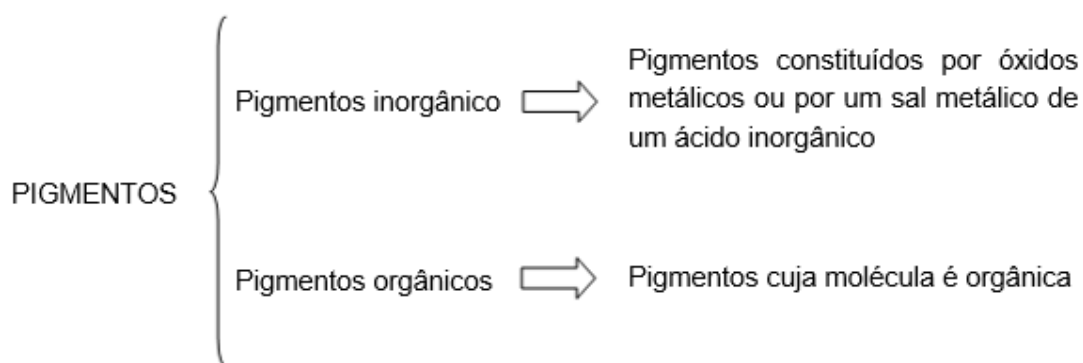 Pigmentos constituídos por óxidos
Pigmentos inorgânico
metálicos ou por um sal metálico de
um ácido inorgânico
PIGMENTOS
Pigmentos orgânicos
Pigmentos cuja molécula é orgânica